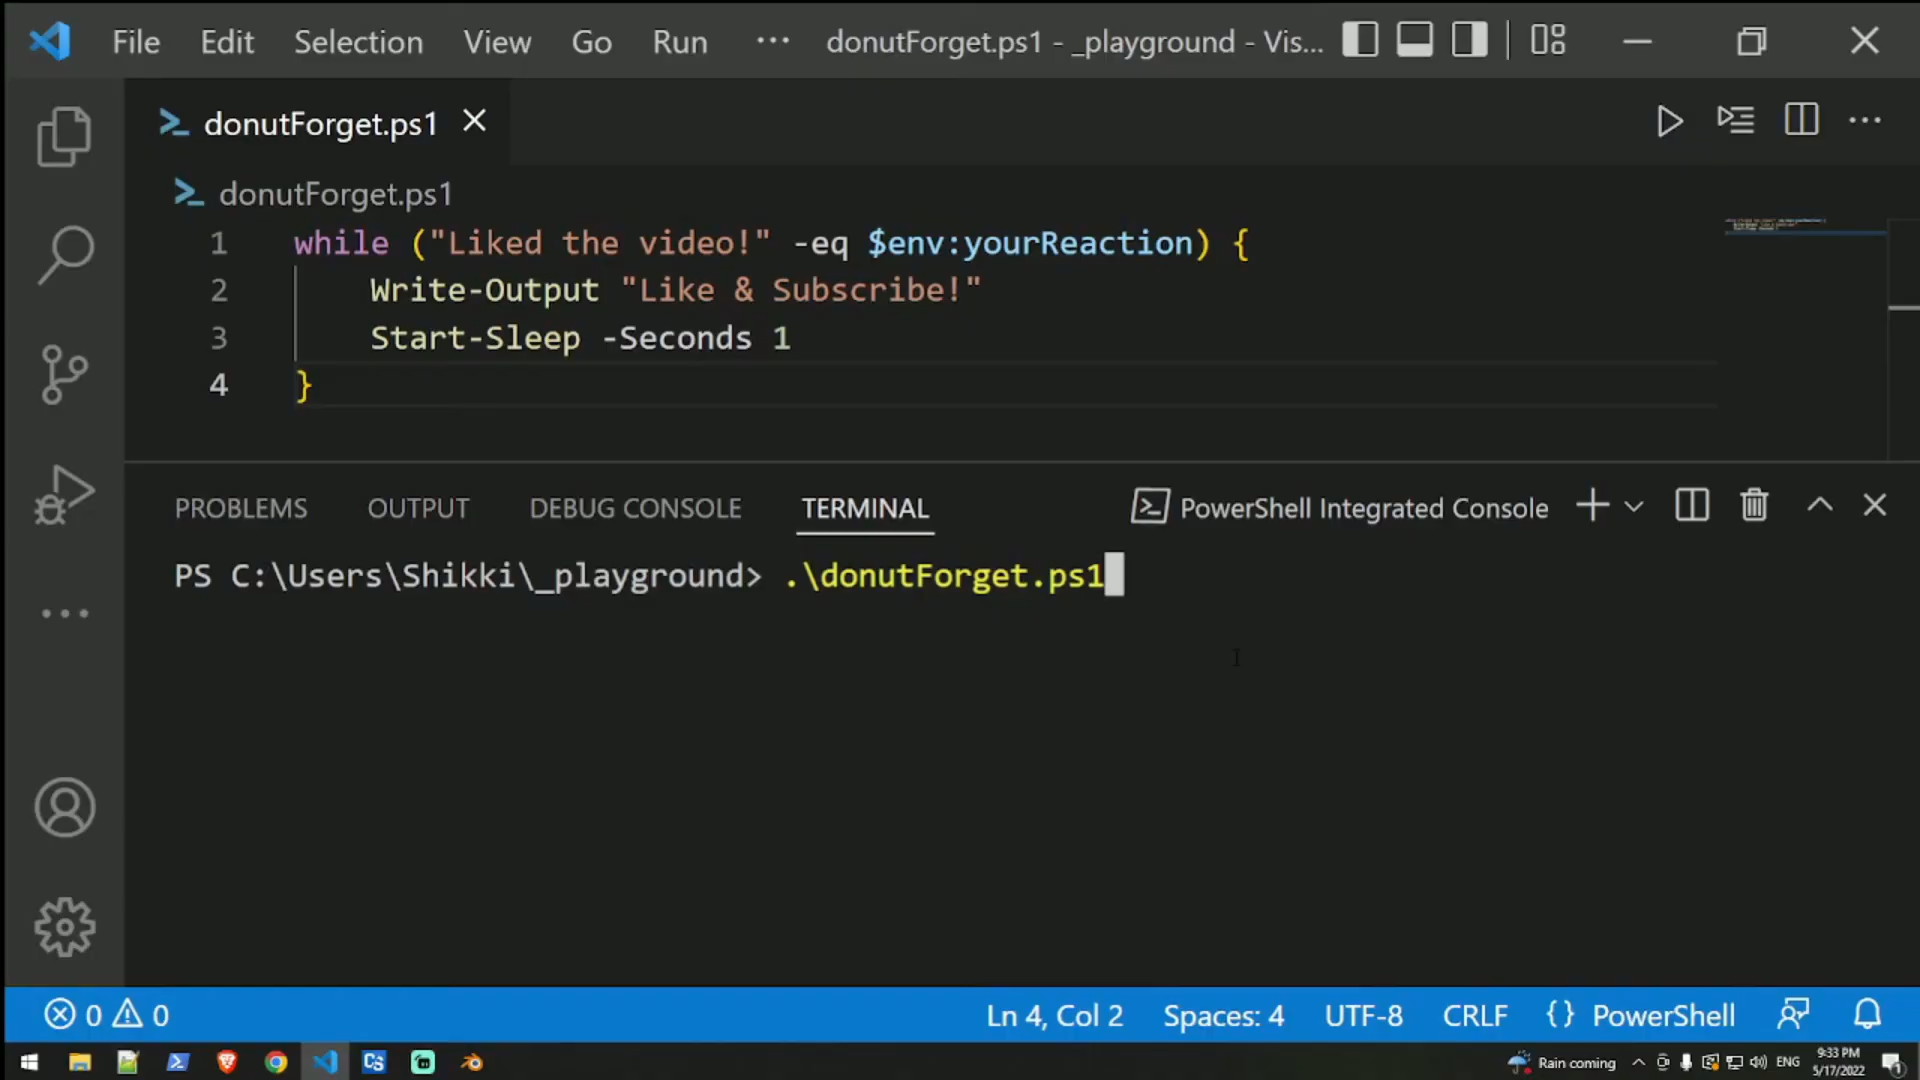 File Edit Selection View Go Run ··· donutForget.ps1 - _playground - Vis...
donutForget.ps1
donutForget.ps1
1 while ("Liked the video!" -eq $env:yourReaction) {
2 Write-Output "Like & Subscribe!"
3 Start-Sleep -Seconds 1
4 }
PROBLEMS OUTPUT DEBUG CONSOLE TERMINAL PowerShell Integrated Console
PS C:\Users\Shikki\_playground> .\donutForget.ps1
0 0 Ln 4, Col 2 Spaces: 4 UTF-8 CRLF {} PowerShell
Rain coming ENG 9:33 PM
5/17/2022